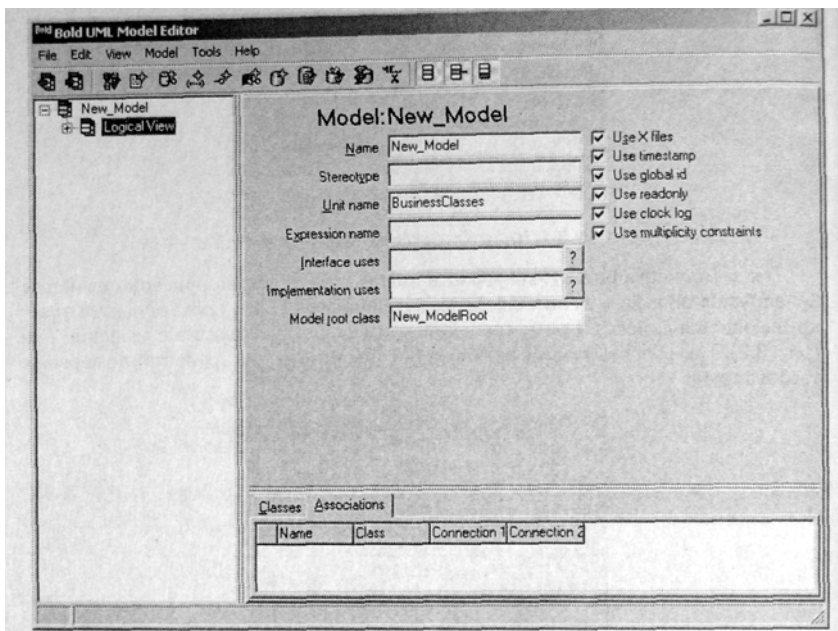 Bold Bold UML Model Editor
File Edit View Model Tools Help
New_Model
Logical View
Model:New_Model
Name New_Model
Stereotype
Unit name BusinessClasses
Expression name
Interface uses ?
Implementation uses ?
Model root class New_ModelRoot
Use X files
Use timestamp
Use global id
Use readonly
Use clock log
Use multiplicity constraints
Classes Associations
Name Class Connection 1 Connection 2